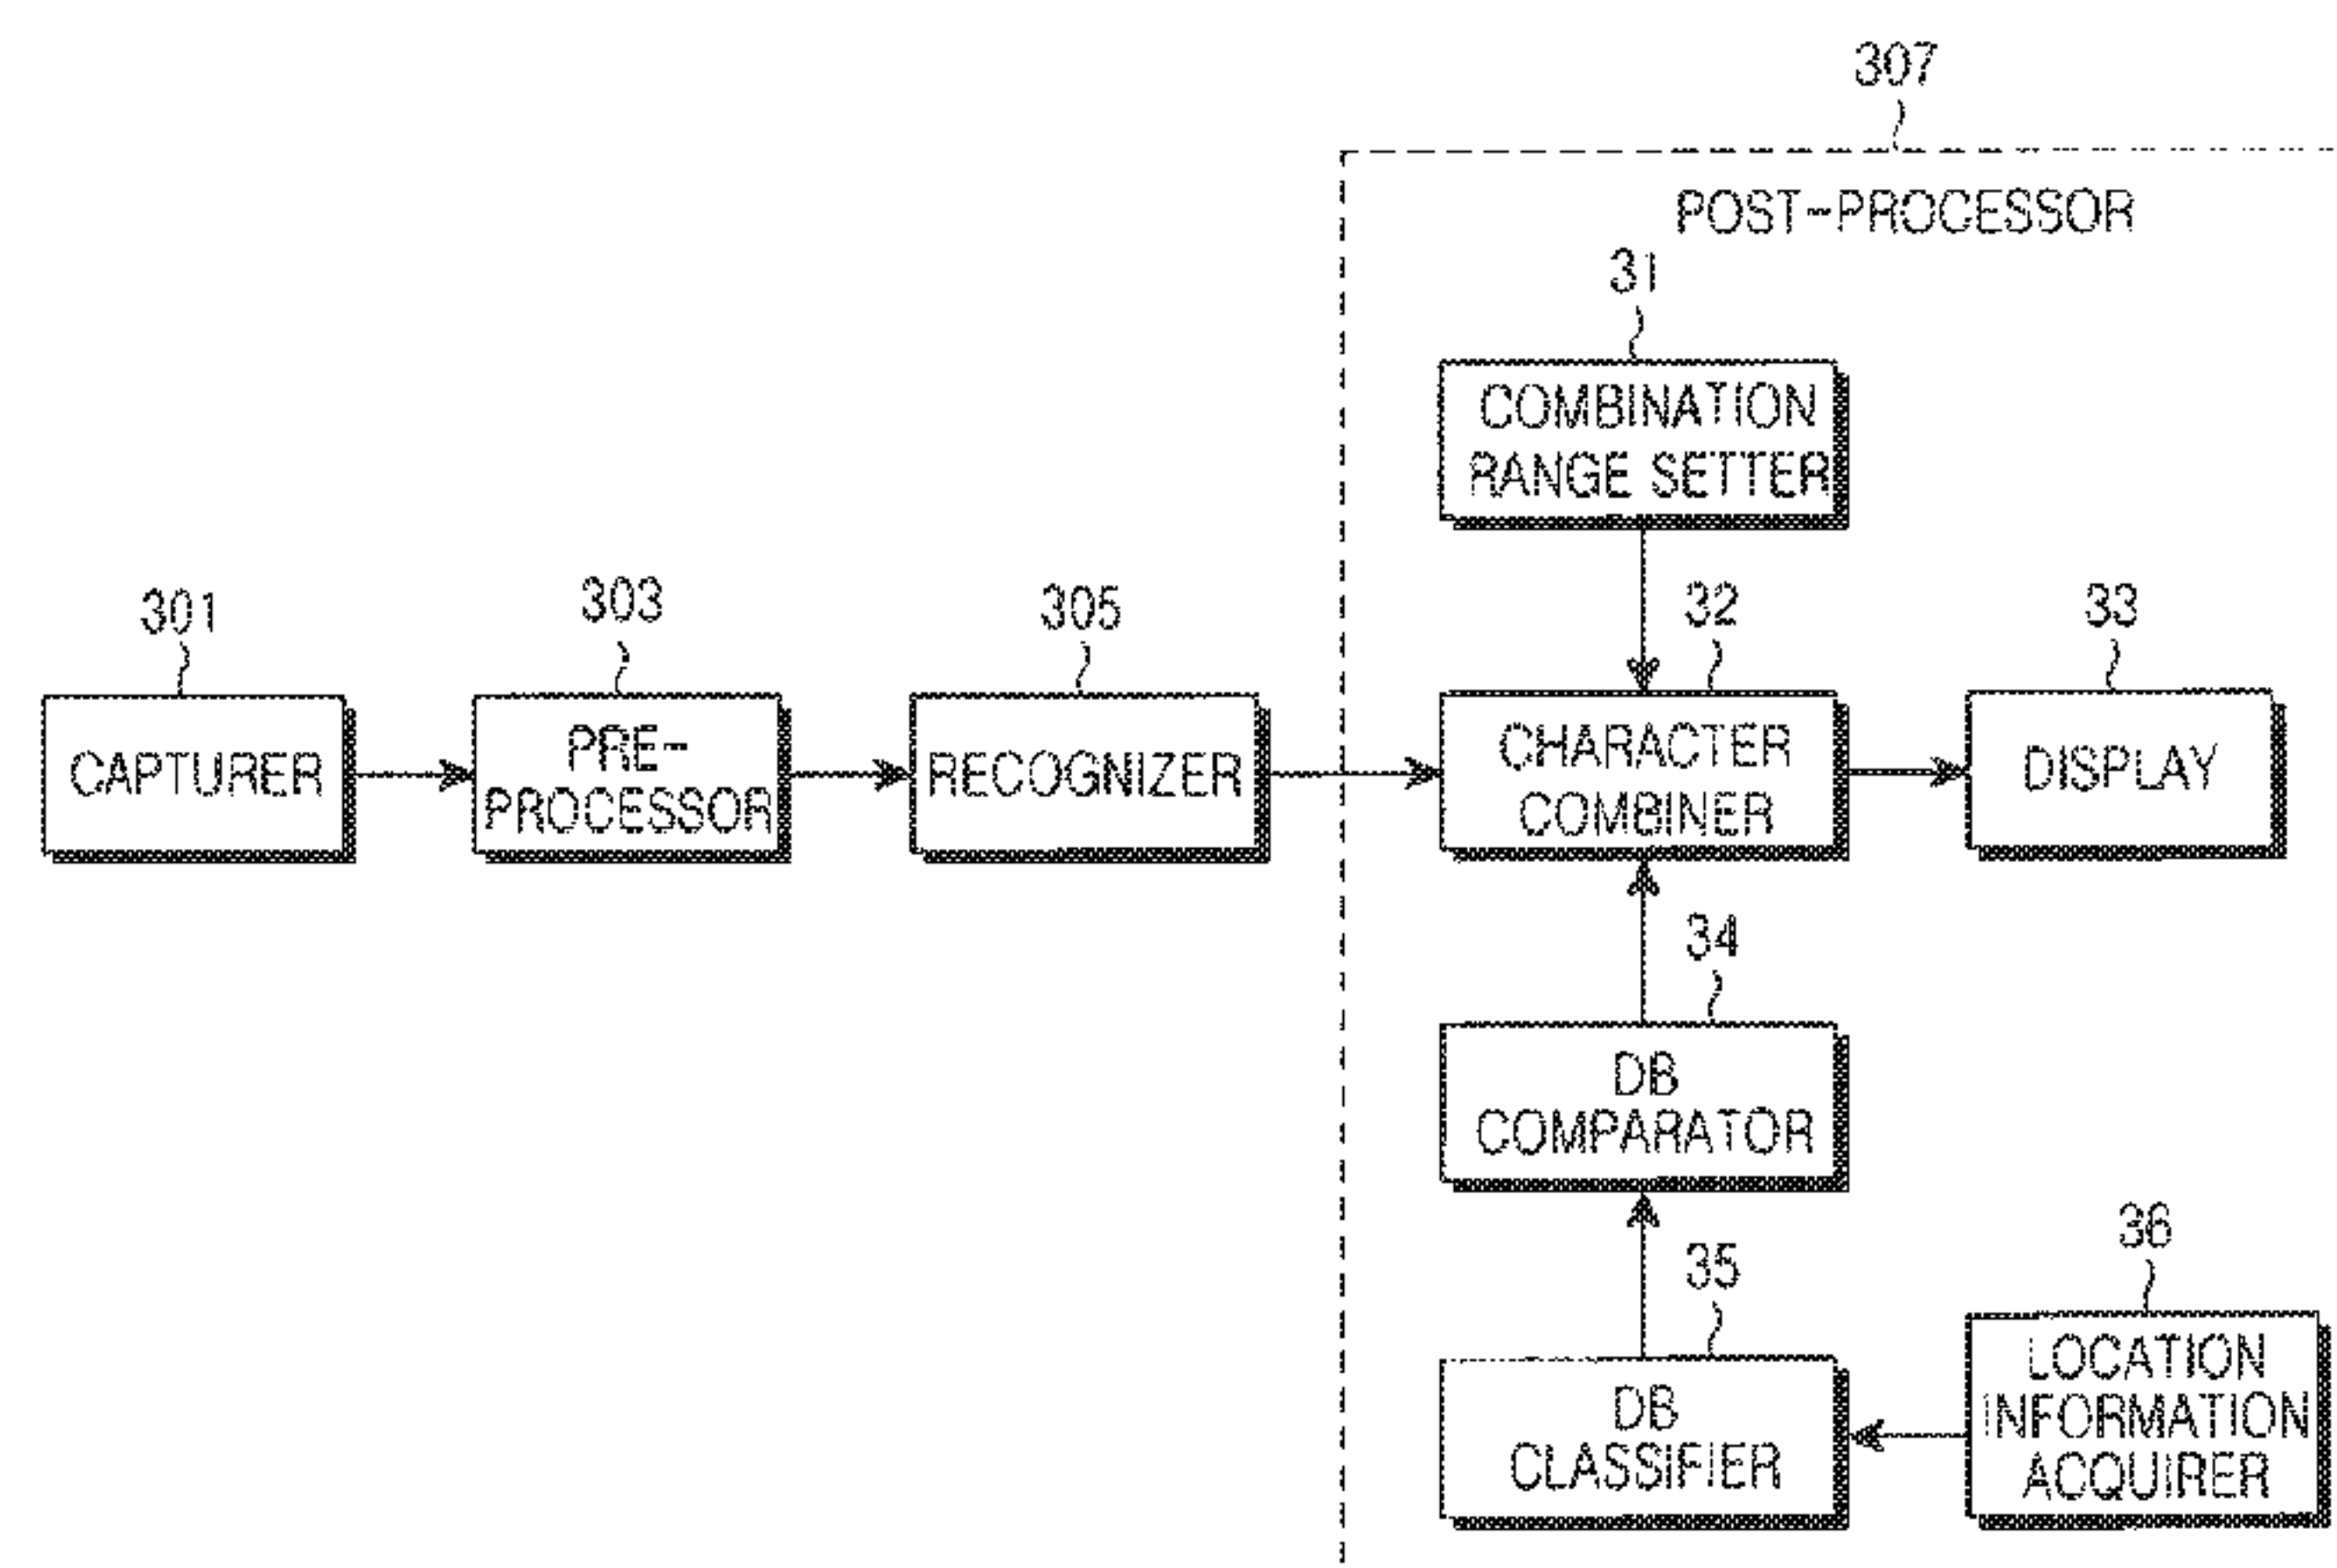 307
POST-PROCESSOR
31
COMBINATION
RANGE SETTER
301
303
305
32
33
CAPTURER
PRE-
PROCESSOR
RECOGNIZER
CHARACTER
COMBINER
DISPLAY
34
DB
COMPARATOR
35
36
DB
CLASSIFIER
LOCATION
INFORMATION
ACQUIRER